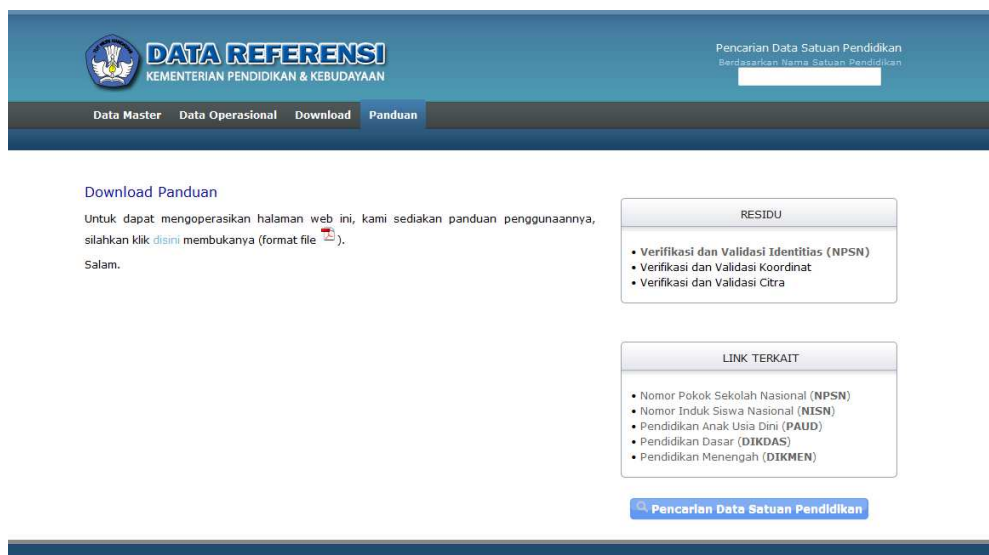 DATA REFERENSI
KEMENTERIAN PENDIDIKAN & KEBUDAYAAN
Pencarian Data Satuan Pendidikan
Berdasarkan Nama Satuan Pendidikan
Data Master Data Operasional Download Panduan
Download Panduan
Untuk dapat mengoperasikan halaman web ini, kami sediakan panduan penggunaannya,
silahkan klik disini membukanya (format file ).
Salam.
RESIDU
• Verifikasi dan Validasi Identitias (NPSN)
• Verifikasi dan Validasi Koordinat
• Verifikasi dan Validasi Citra
LINK TERKAIT
• Nomor Pokok Sekolah Nasional (NPSN)
• Nomor Induk Siswa Nasional (NISN)
• Pendidikan Anak Usia Dini (PAUD)
• Pendidikan Dasar (DIKDAS)
• Pendidikan Menengah (DIKMEN)
Pencarian Data Satuan Pendidikan